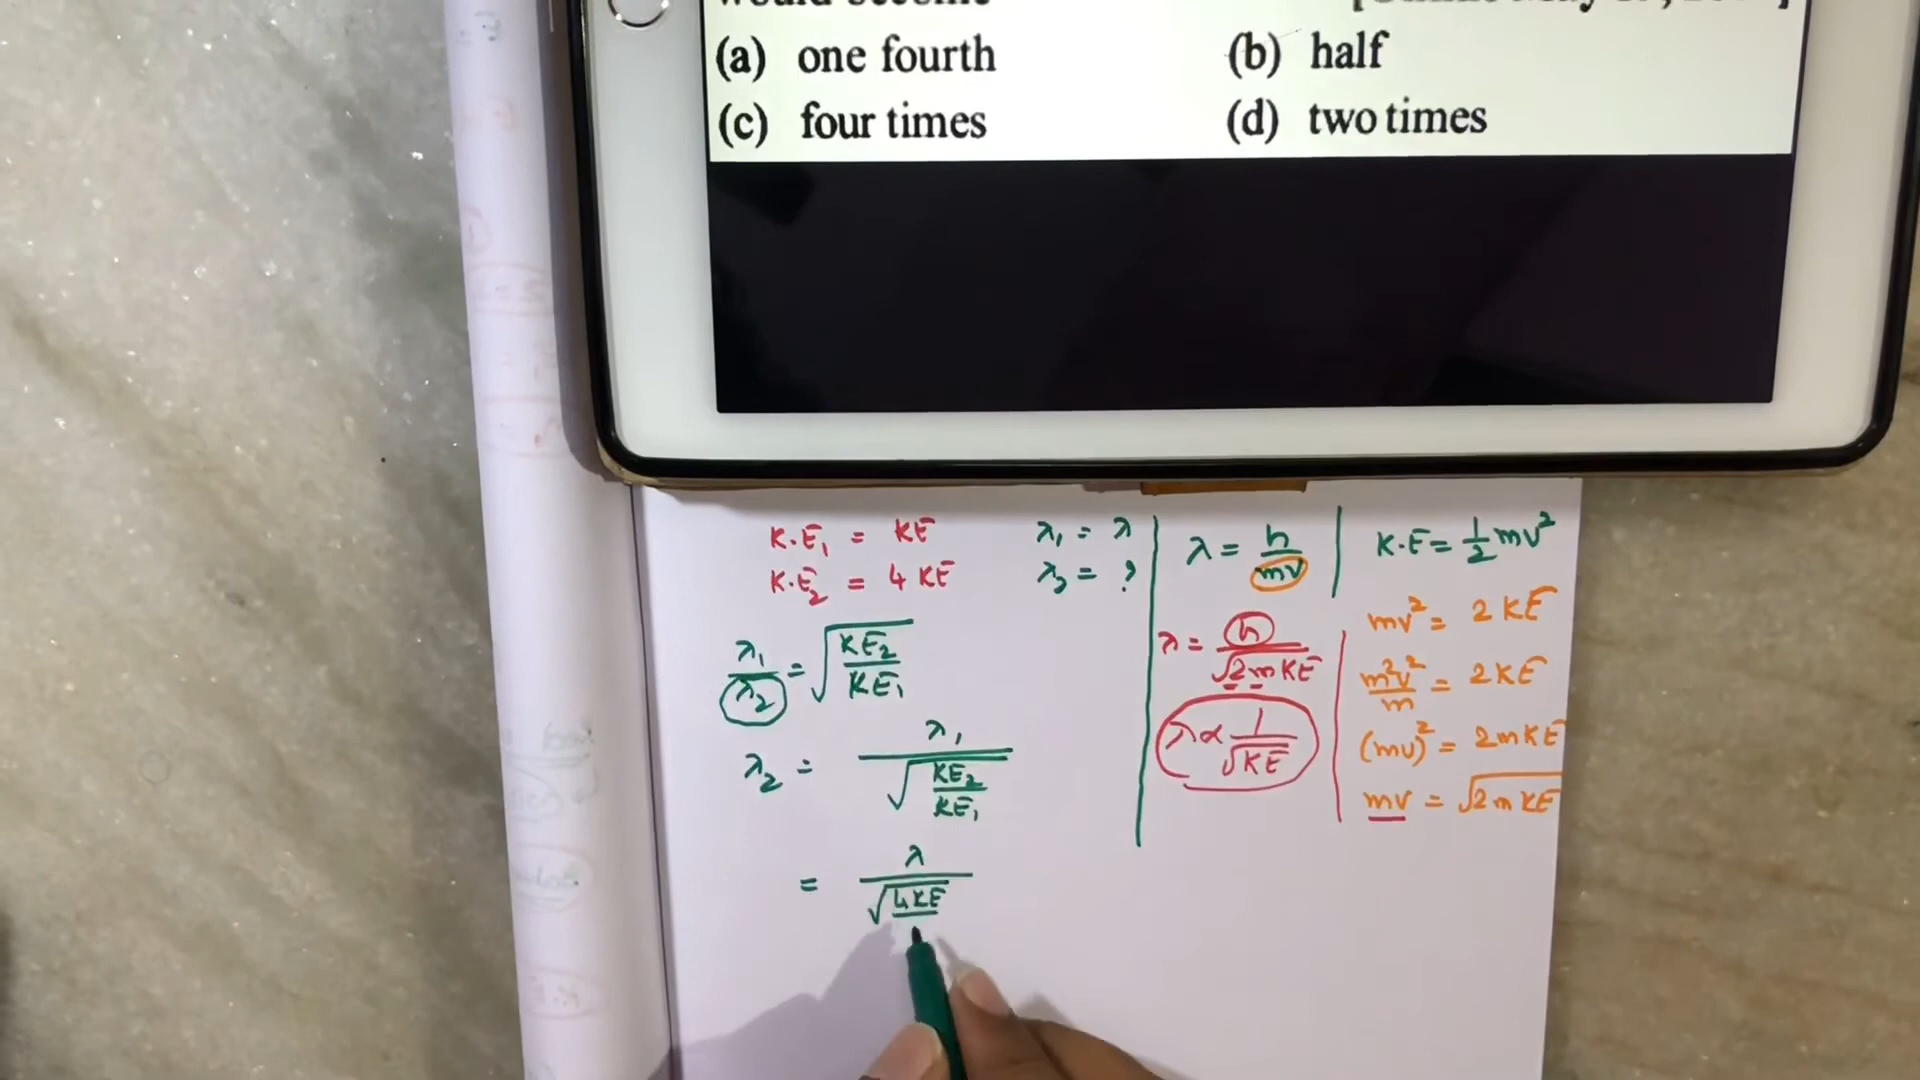 (a) one fourth (b) half
(c) four times (d) two times
K.E₁ = KE λ₁ = λ
K.E₂ = 4 KE λ₂ = ?
λ₁/λ₂ = √(KE₂/KE₁)
λ₂ = λ₁/√(KE₂/KE₁)
= λ/√(4KE
λ = h/mv
λ = h/√2mKE
λ ∝ 1/√KE
K.E = 1/2 mv²
mv² = 2 KE
m²v²/m = 2KE
(mv)² = 2mKE
mv = √2mKE